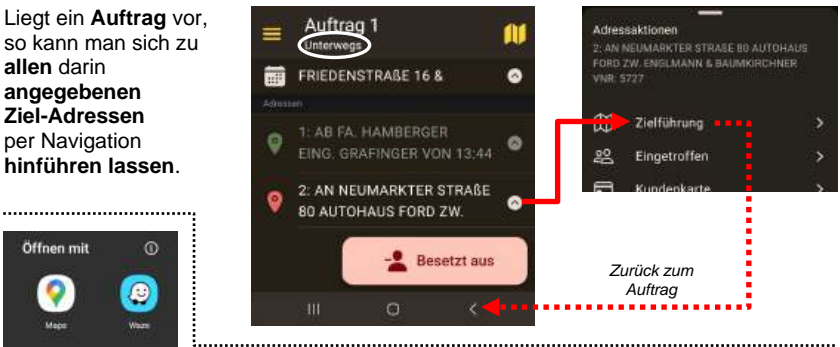 Liegt ein Auftrag vor,
so kann man sich zu
allen darin
angegebenen
Ziel-Adressen
per Navigation
hinführen lassen.
Öffnen mit
Maps
Waze
Auftrag 1
Unterwegs
FRIEDENSTRAßE 16 &
Adressen
1: AB FA. HAMBERGER
EING. GRAFINGER VON 13:44
2: AN NEUMARKTER STRAßE
80 AUTOHAUS FORD ZW.
Besetzt aus
Adressaktionen
2: AN NEUMARKTER STRAßE 80 AUTOHAUS
FORD ZW. ENGLMANN & BAUMKIRCHNER
VNR: 5727
Zielführung
Eingetroffen
Kundenkarte
Zurück zum
Auftrag